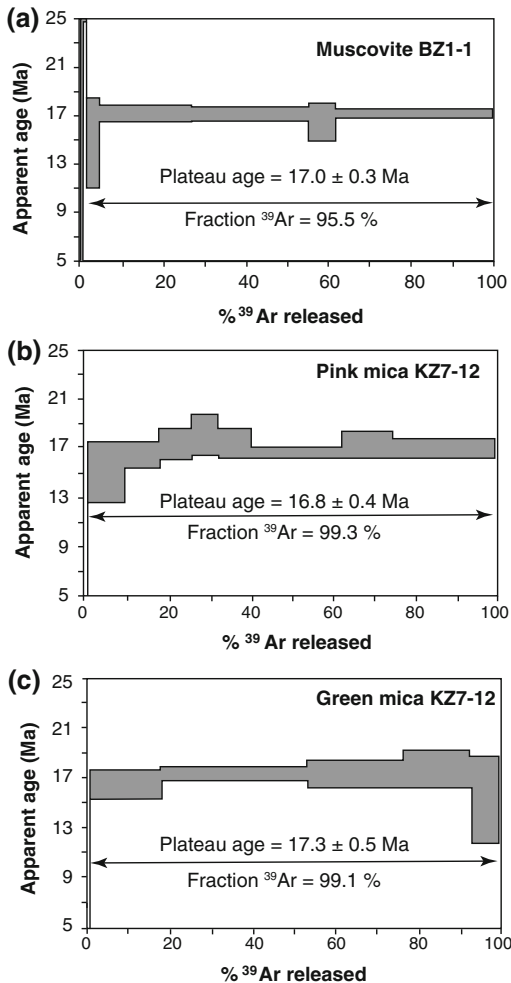 (a)
25
21
17
13
9
5
Apparent age (Ma)
Muscovite BZ1-1
Plateau age = 17.0 ± 0.3 Ma
Fraction ³⁹Ar = 95.5 %
0 20 40 60 80 100
% ³⁹Ar released
(b)
25
21
17
13
9
5
Apparent age (Ma)
Pink mica KZ7-12
Plateau age = 16.8 ± 0.4 Ma
Fraction ³⁹Ar = 99.3 %
0 20 40 60 80 100
% ³⁹Ar released
(c)
25
21
17
13
9
5
Apparent age (Ma)
Green mica KZ7-12
Plateau age = 17.3 ± 0.5 Ma
Fraction ³⁹Ar = 99.1 %
0 20 40 60 80 100
% ³⁹Ar released